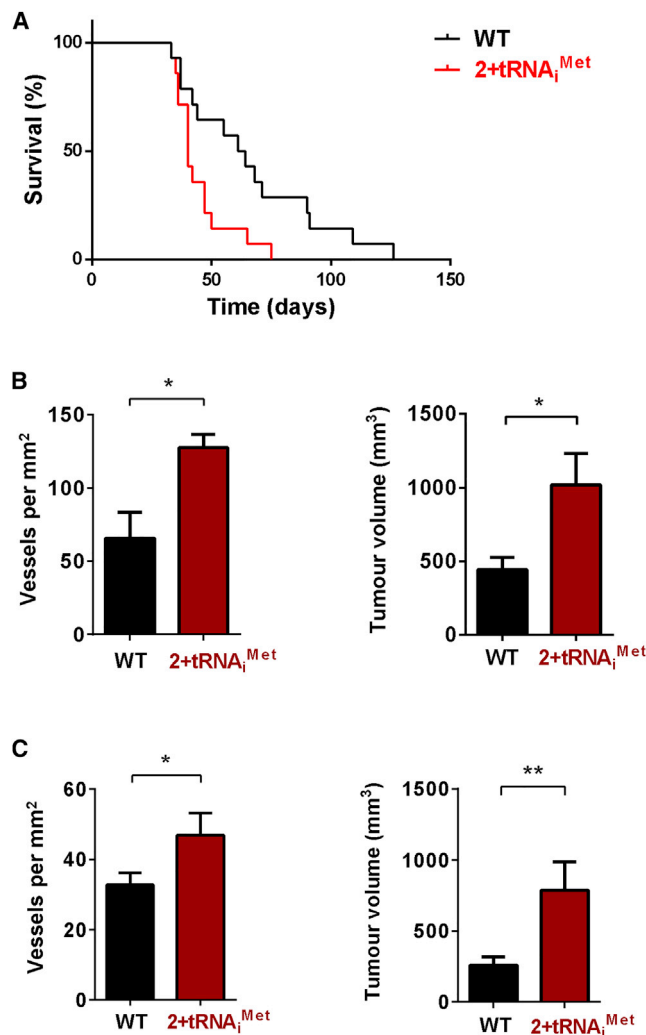 A
WT
2+tRNAiMet
Survival (%)
100
50
0
0 50 100 150
Time (days)
B
*
Vessels per mm2
150
100
50
0
WT 2+tRNAiMet
*
Tumour volume (mm3)
1500
1000
500
0
WT 2+tRNAiMet
C
*
Vessels per mm2
60
40
20
0
WT 2+tRNAiMet
**
Tumour volume (mm3)
1500
1000
500
0
WT 2+tRNAiMet